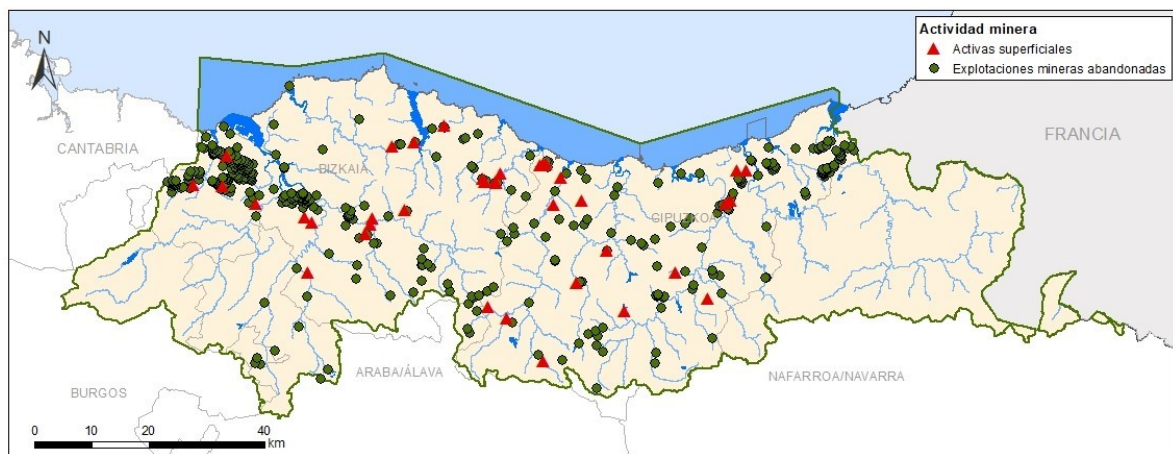 N
Actividad minera
Activas superficiales
Explotaciones mineras abandonadas
FRANCIA
CANTABRIA
BIZKAIA
GIPUZKOA
ARABA/ÁLAVA
NAFARROA/NAVARRA
BURGOS
0 10 20 40
km